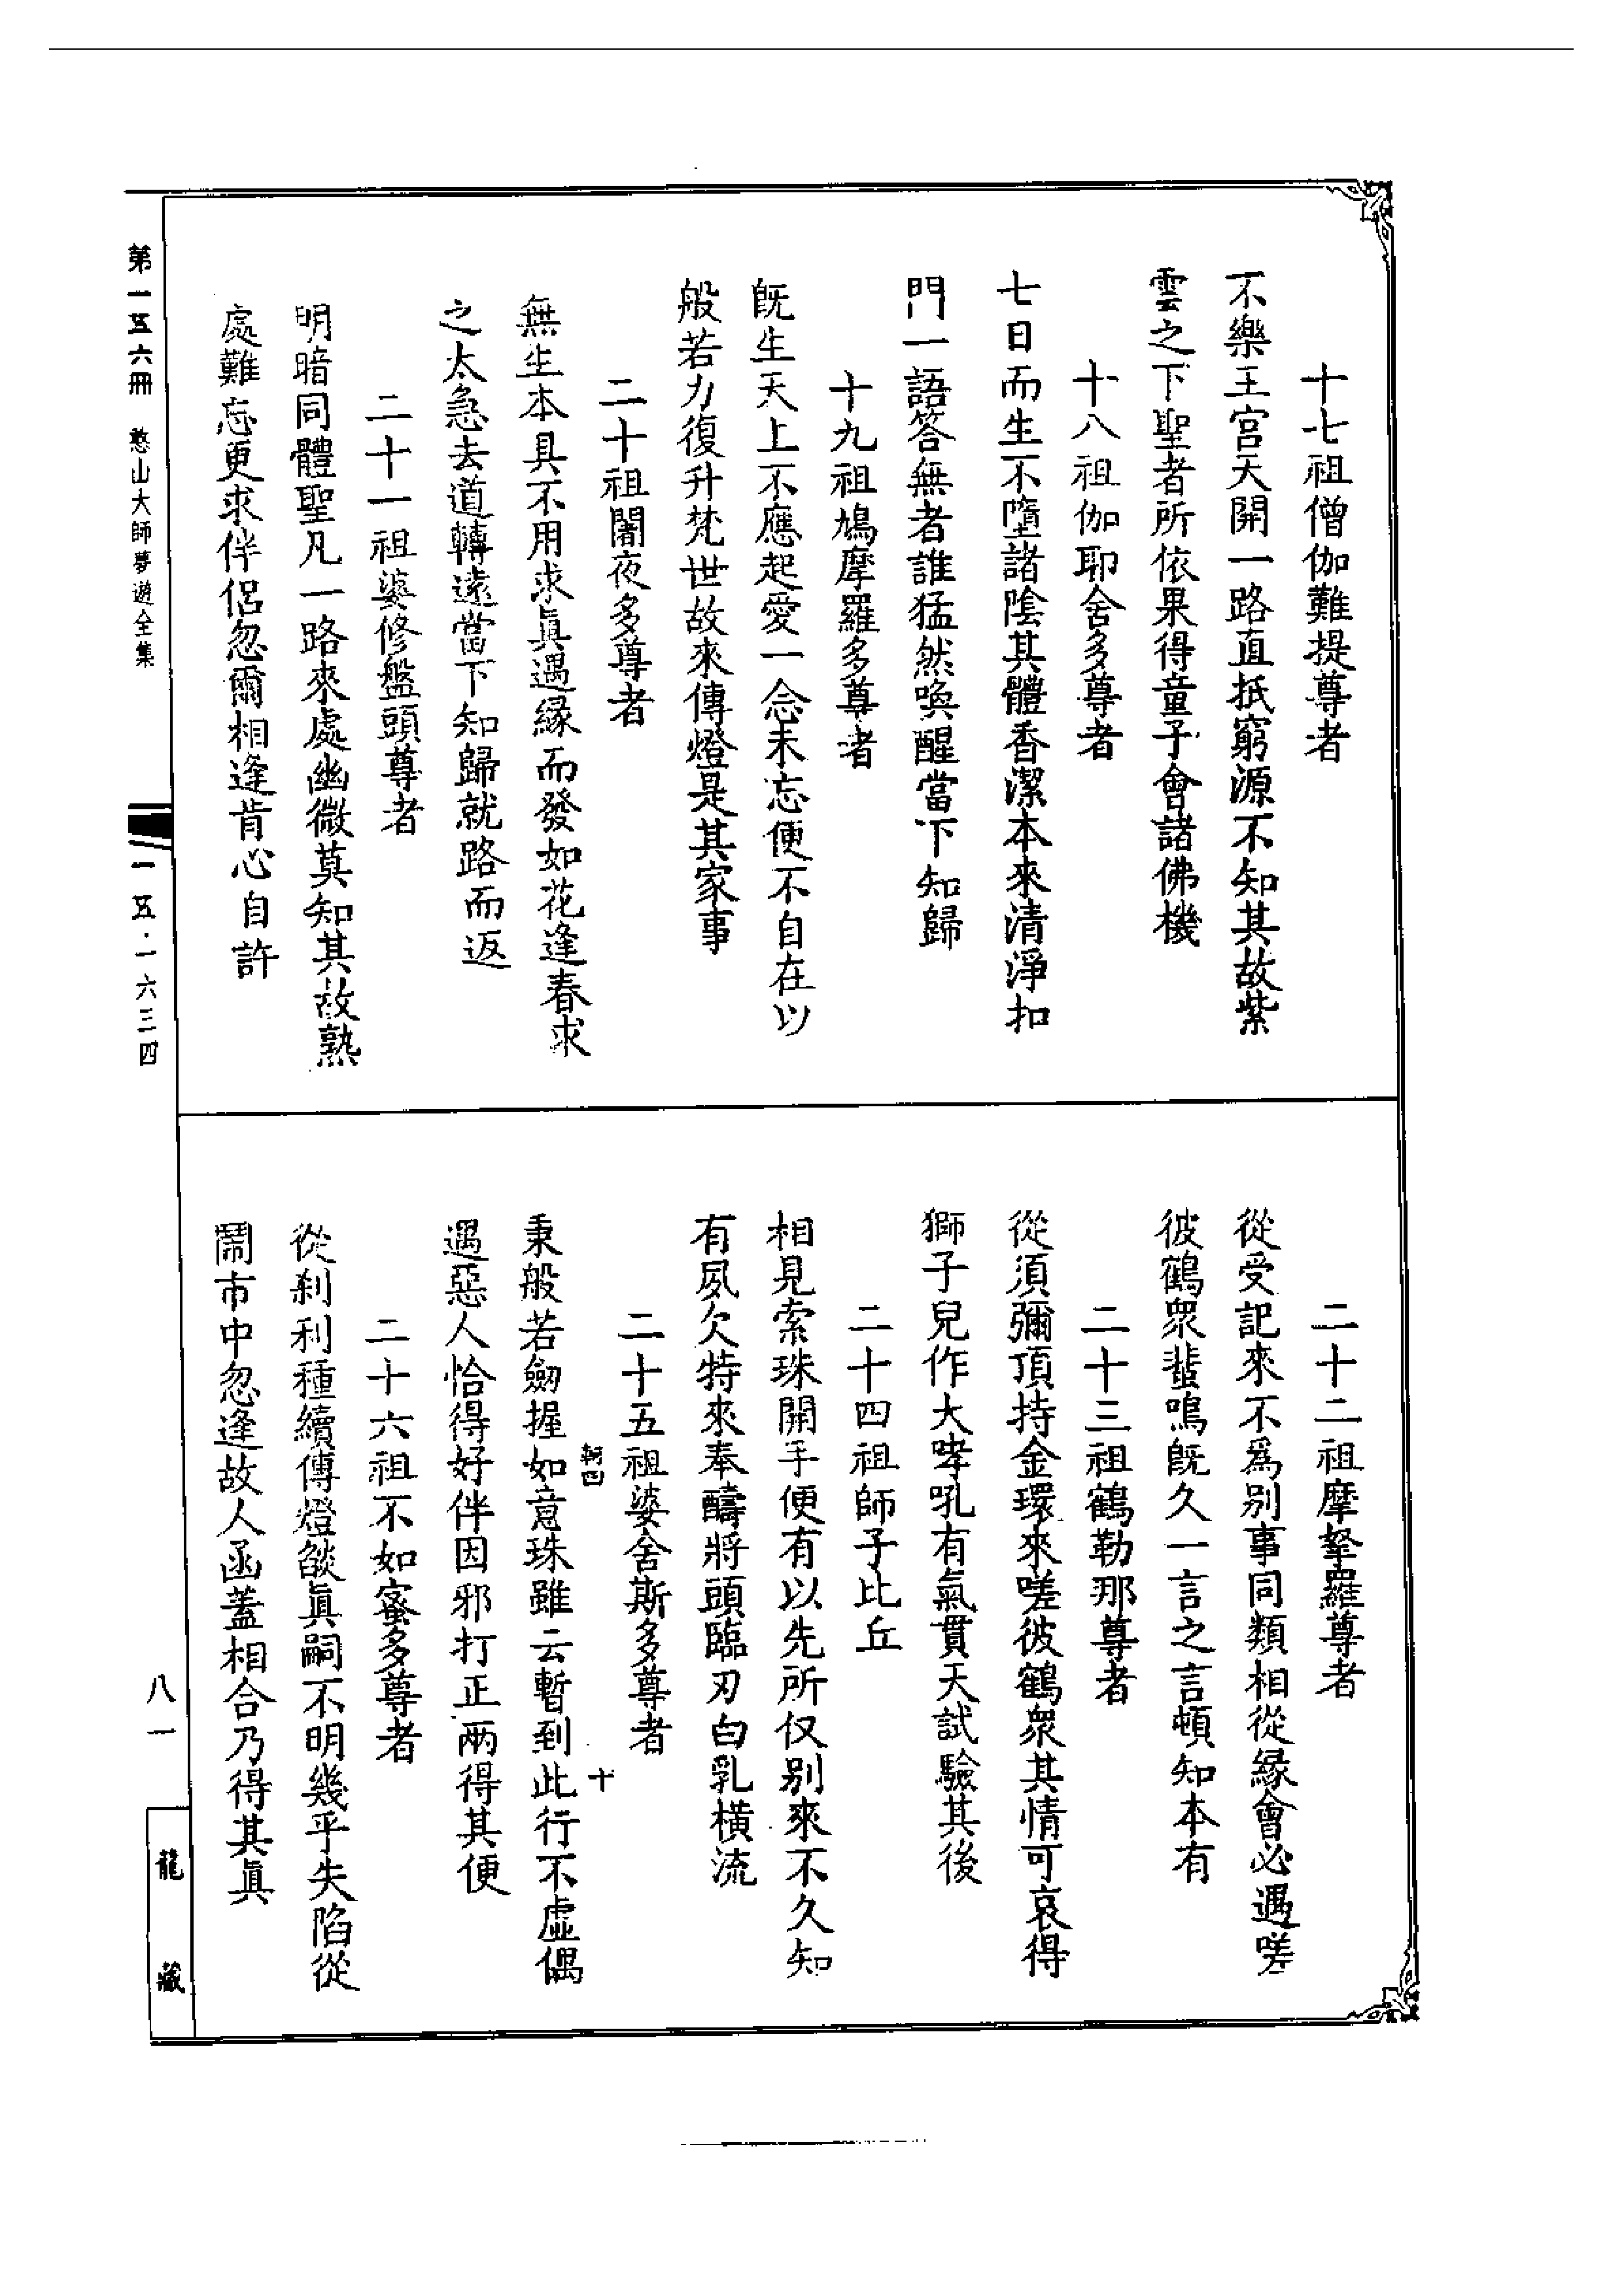 十七祖僧伽難提尊者
不樂王宮天開一路直抵窮源不知其故紫
雲之下聖者所依果得童子會諸佛機
十八祖伽耶舍多尊者
七日而生不墮諸陰其體香潔本來清淨扣
門一語答無者誰猛然喚醒當下知歸
十九祖鳩摩羅多尊者
既生天上不應起愛一念未忘便不自在以
般若力復升梵世故來傳燈是其家事
二十祖闍夜多尊者
無生本具不用求真遇緣而發如花逢春求
之太急去道轉遠當下知歸就路而返
二十一祖婆修盤頭尊者
明暗同體聖凡一路來處幽微莫知其故熟
處難忘更求伴侶忽爾相逢肯心自許
二十二祖摩拏羅尊者
從受記來不為別事同類相從緣會必遇嗟
彼鶴眾蜚鳴既久一言之言頓知本有
二十三祖鶴勒那尊者
從須彌頂持金環來嗟彼鶴眾其情可哀得
獅子兒作大哮吼有氣貫天試驗其後
二十四祖師子比丘
相見索珠開手便有以先所仅別來不久知
有夙欠特來奉酬將頭臨刃白乳橫流
二十五祖婆舍斯多尊者
軻四
十
秉般若劒握如意珠雖云暫到此行不虛偶
遇惡人恰得好伴因邪打正兩得其便
二十六祖不如蜜多尊者
從刹利種續傳燈燄真嗣不明幾乎失陷從
鬧市中忽逢故人函蓋相合乃得其真
第一五六冊 憨山大師夢遊全集
一五·一六三四
八一
龍藏